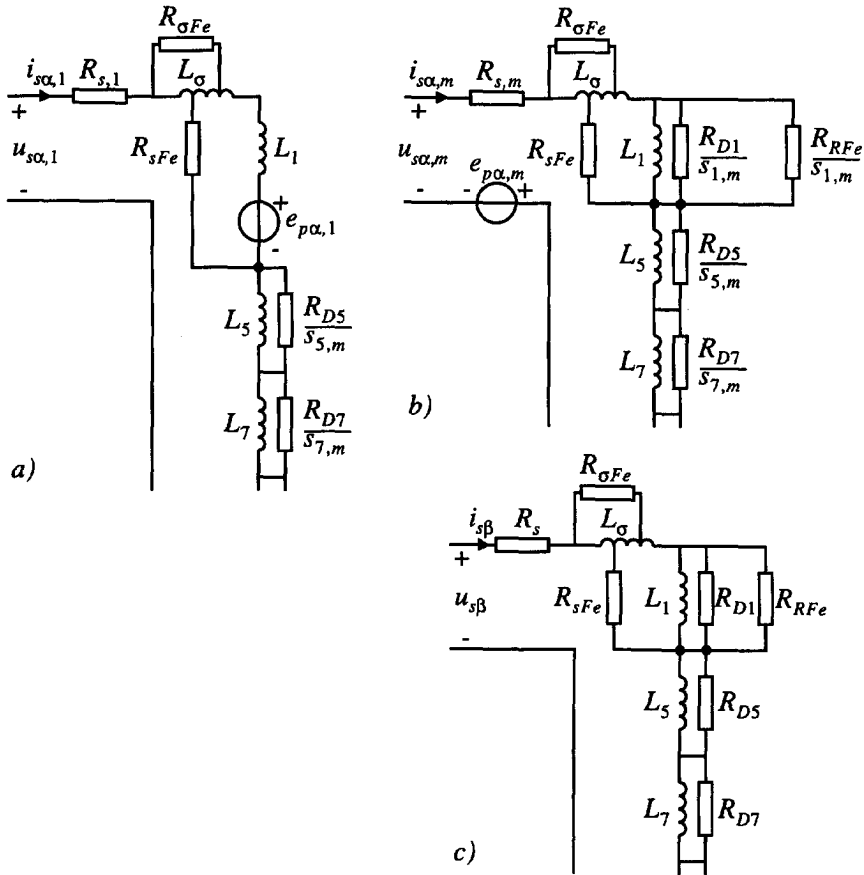 R_σFe
i_sα,1 R_s,1 L_σ
+
R_sFe L_1
u_sα,1
-
+
e_pα,1
-
L_5 R_D5/s_5,m
L_7 R_D7/s_7,m
a)
R_σFe
i_sα,m R_s,m L_σ
+
R_sFe L_1 R_D1/s_1,m R_RFe/s_1,m
u_sα,m
e_pα,m
- - +
L_5 R_D5/s_5,m
L_7 R_D7/s_7,m
b)
R_σFe
i_sβ R_s L_σ
+
u_sβ R_sFe L_1 R_D1 R_RFe
-
L_5 R_D5
L_7 R_D7
c)